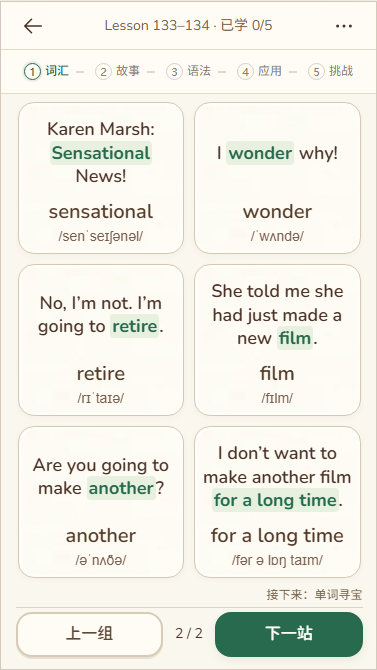 Lesson 133–134 · 已学 0/5
1 词汇 – 2 故事 – 3 语法 – 4 应用 – 5 挑战
Karen Marsh:
Sensational
News!
sensational
/senˈseɪʃənəl/
I wonder why!
wonder
/ˈwʌndə/
No, I’m not. I’m
going to retire.
retire
/rɪˈtaɪə/
She told me she
had just made a
new film.
film
/fɪlm/
Are you going to
make another?
another
/əˈnʌðə/
I don’t want to
make another film
for a long time.
for a long time
/fər ə lɒŋ taɪm/
接下来：单词寻宝
上一组 2 / 2 下一站